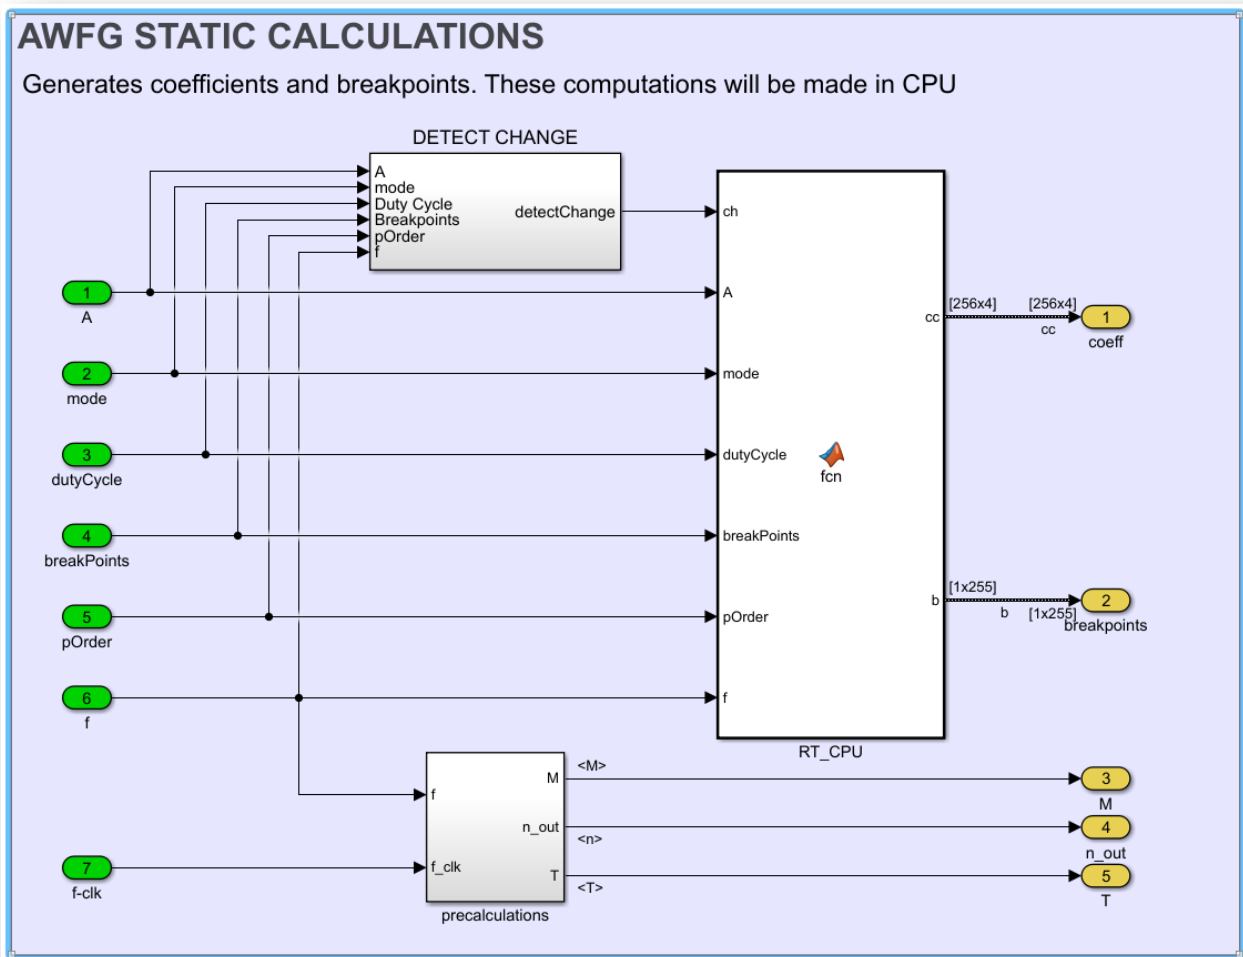 AWFG STATIC CALCULATIONS
Generates coefficients and breakpoints. These computations will be made in CPU
DETECT CHANGE
A
mode
Duty Cycle
Breakpoints
pOrder
f
detectChange
ch
A
mode
dutyCycle
breakPoints
pOrder
f
fcn
cc
b
RT_CPU
1
A
2
mode
3
dutyCycle
4
breakPoints
5
pOrder
6
f
7
f-clk
f
f_clk
M
n_out
T
precalculations
[256x4]
[256x4]
cc
1
coeff
[1x255]
b
[1x255]
2
breakpoints
<M>
3
M
<n>
4
n_out
<T>
5
T